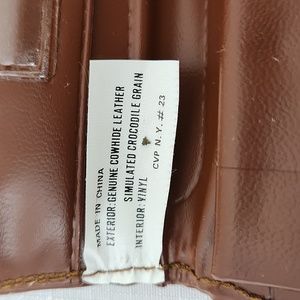 MADE IN CHINA
EXTERIOR: GENUINE COWHIDE LEATHER
SIMULATED CROCODILE GRAIN
INTERIOR: VINYL
CVP N.Y. # 23